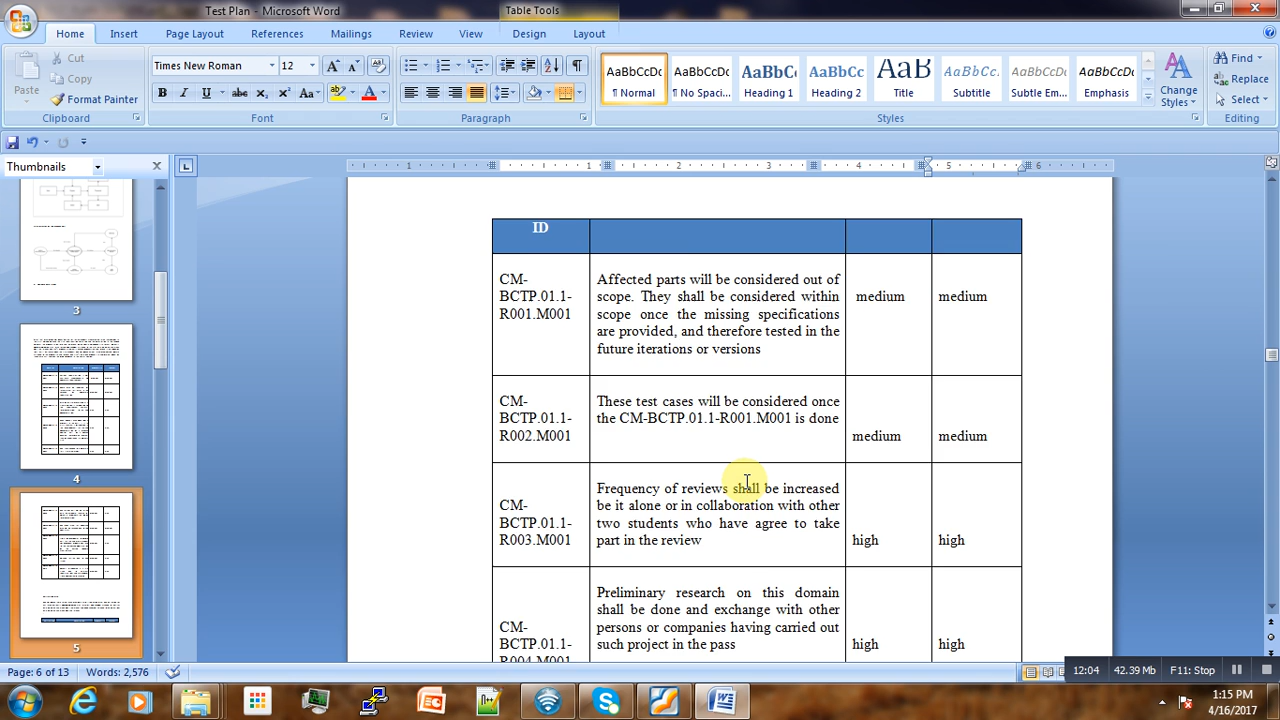 Test Plan - Microsoft Word
Table Tools
Home
Insert
Page Layout
References
Mailings
Review
View
Design
Layout
Cut
Copy
Paste
Format Painter
Clipboard
Times New Roman
12
Font
Paragraph
AaBbCcDc
¶ Normal
AaBbCcDc
¶ No Spaci...
AaBbCc
Heading 1
AaBbCc
Heading 2
AaB
Title
AaBbCc.
Subtitle
AaBbCcDc
Subtle Em...
AaBbCcDc
Emphasis
Change
Styles
Styles
Find
Replace
Select
Editing
Thumbnails
3
4
5
1 1 2 3 4 5 6
ID
CM-
BCTP.01.1-
R001.M001
Affected parts will be considered out of
scope. They shall be considered within
scope once the missing specifications
are provided, and therefore tested in the
future iterations or versions
medium
medium
CM-
BCTP.01.1-
R002.M001
These test cases will be considered once
the CM-BCTP.01.1-R001.M001 is done
medium
medium
CM-
BCTP.01.1-
R003.M001
Frequency of reviews shall be increased
be it alone or in collaboration with other
two students who have agree to take
part in the review
high
high
CM-
BCTP.01.1-
R004.M001
Preliminary research on this domain
shall be done and exchange with other
persons or companies having carried out
such project in the pass
high
high
Page: 6 of 13
Words: 2,576
12:04
42.39 Mb
F11: Stop
1:15 PM
4/16/2017